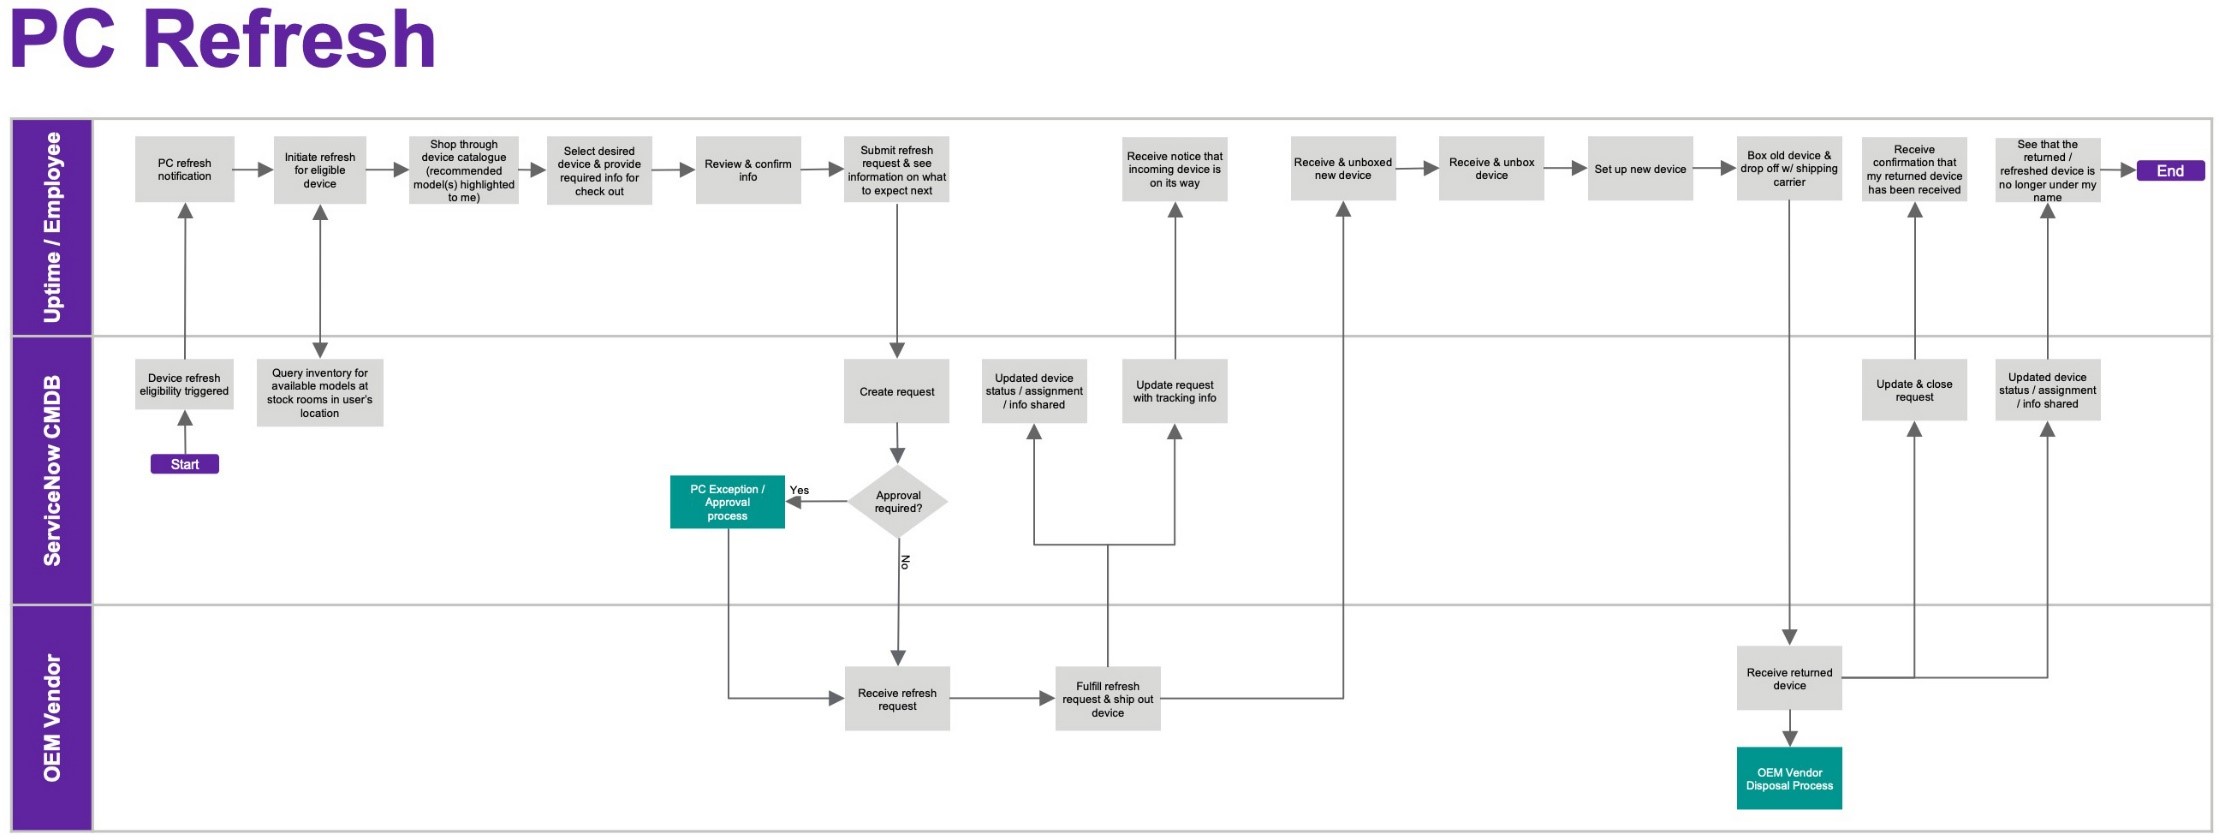 PC Refresh
Uptime / Employee
PC refresh
notification
Initiate refresh
for eligible
device
Shop through
device catalogue
(recommended
model(s) highlighted
to me)
Select desired
device & provide
required info for
check out
Review & confirm
info
Submit refresh
request & see
information on what
to expect next
Receive notice that
incoming device is
on its way
Receive & unboxed
new device
Receive & unbox
device
Set up new device
Box old device &
drop off w/ shipping
carrier
Receive
confirmation that
my returned device
has been received
See that the
returned /
refreshed device is
no longer under my
name
End
ServiceNow CMDB
Device refresh
eligibility triggered
Start
Query inventory for
available models at
stock rooms in user's
location
Create request
Approval
required?
Yes
No
PC Exception /
Approval
process
Updated device
status / assignment
/ info shared
Update request
with tracking info
Update & close
request
Updated device
status / assignment
/ info shared
OEM Vendor
Receive refresh
request
Fulfill refresh
request & ship out
device
Receive returned
device
OEM Vendor
Disposal Process